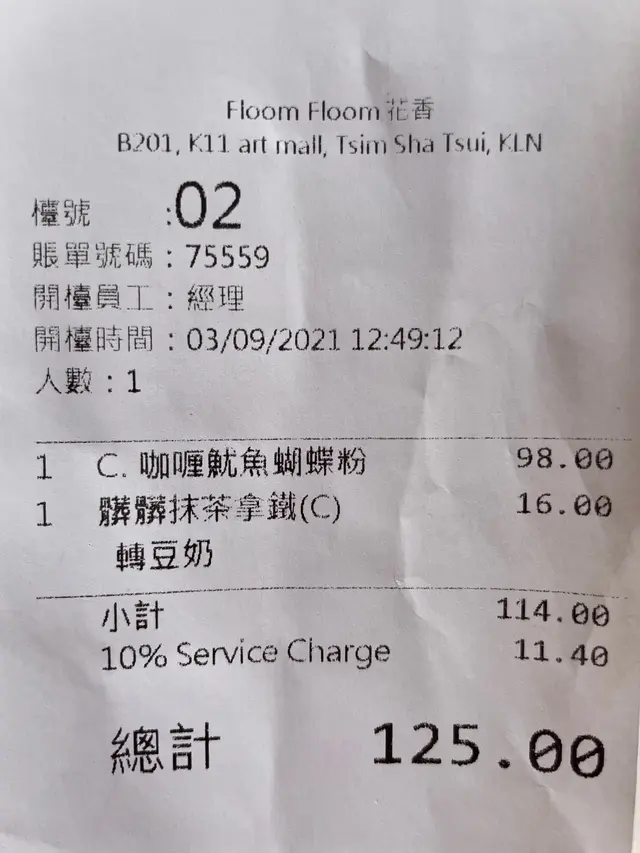 Floom Floom 花香
B201, K11 art mall, Tsim Sha Tsui, KLN
檯號 :02
賬單號碼 : 75559
開檯員工 : 經理
開檯時間 : 03/09/2021 12:49:12
人數 : 1
1 C. 咖喱魷魚蝴蝶粉 98.00
1 髒髒抹茶拿鐵(C) 16.00
轉豆奶
小計 114.00
10% Service Charge 11.40
總計 125.00